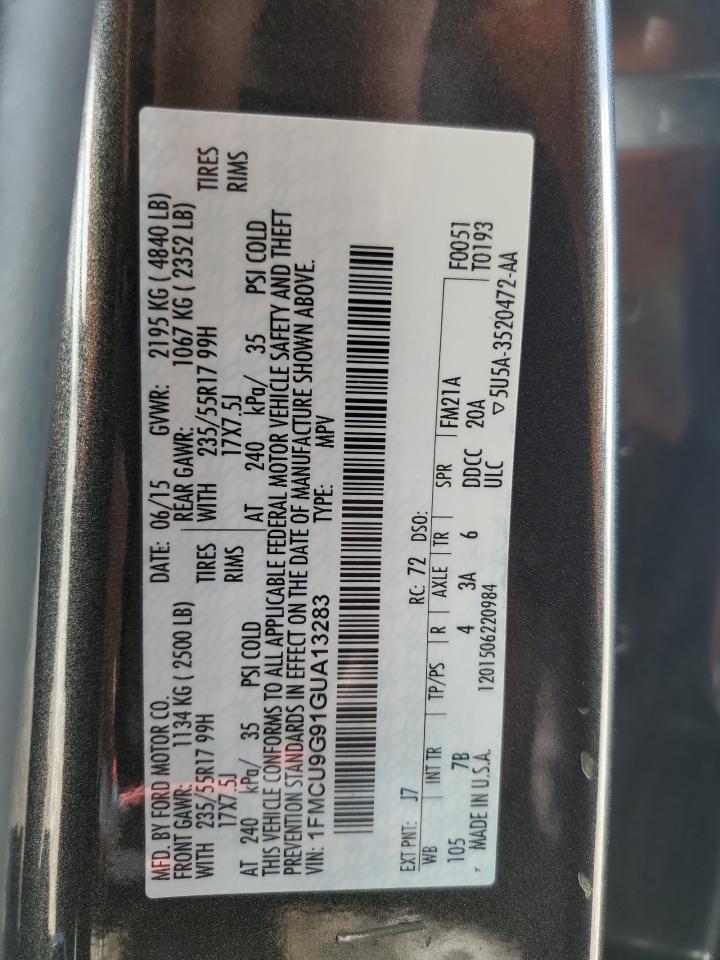 MFD. BY FORD MOTOR CO.
DATE: 06/15 GVWR: 2195 KG ( 4840 LB)
FRONT GAWR: 1134 KG ( 2500 LB) REAR GAWR: 1067 KG ( 2352 LB)
WITH 235/55R17 99H TIRES WITH 235/55R17 99H TIRES
17X7.5J RIMS 17X7.5J RIMS
AT 240 kPa/ 35 PSI COLD AT 240 kPa/ 35 PSI COLD
THIS VEHICLE CONFORMS TO ALL APPLICABLE FEDERAL MOTOR VEHICLE SAFETY AND THEFT
PREVENTION STANDARDS IN EFFECT ON THE DATE OF MANUFACTURE SHOWN ABOVE.
VIN: 1FMCU9G91GUA13283 TYPE: MPV
EXT PNT: J7 RC: 72 DSO:
WB INT TR TP/PS R AXLE TR SPR FM21A F0051
105 7B 4 3A 6 DDCC 20A T0193
MADE IN U.S.A. 1201506220984 ULC ▽5U5A-3520472-AA